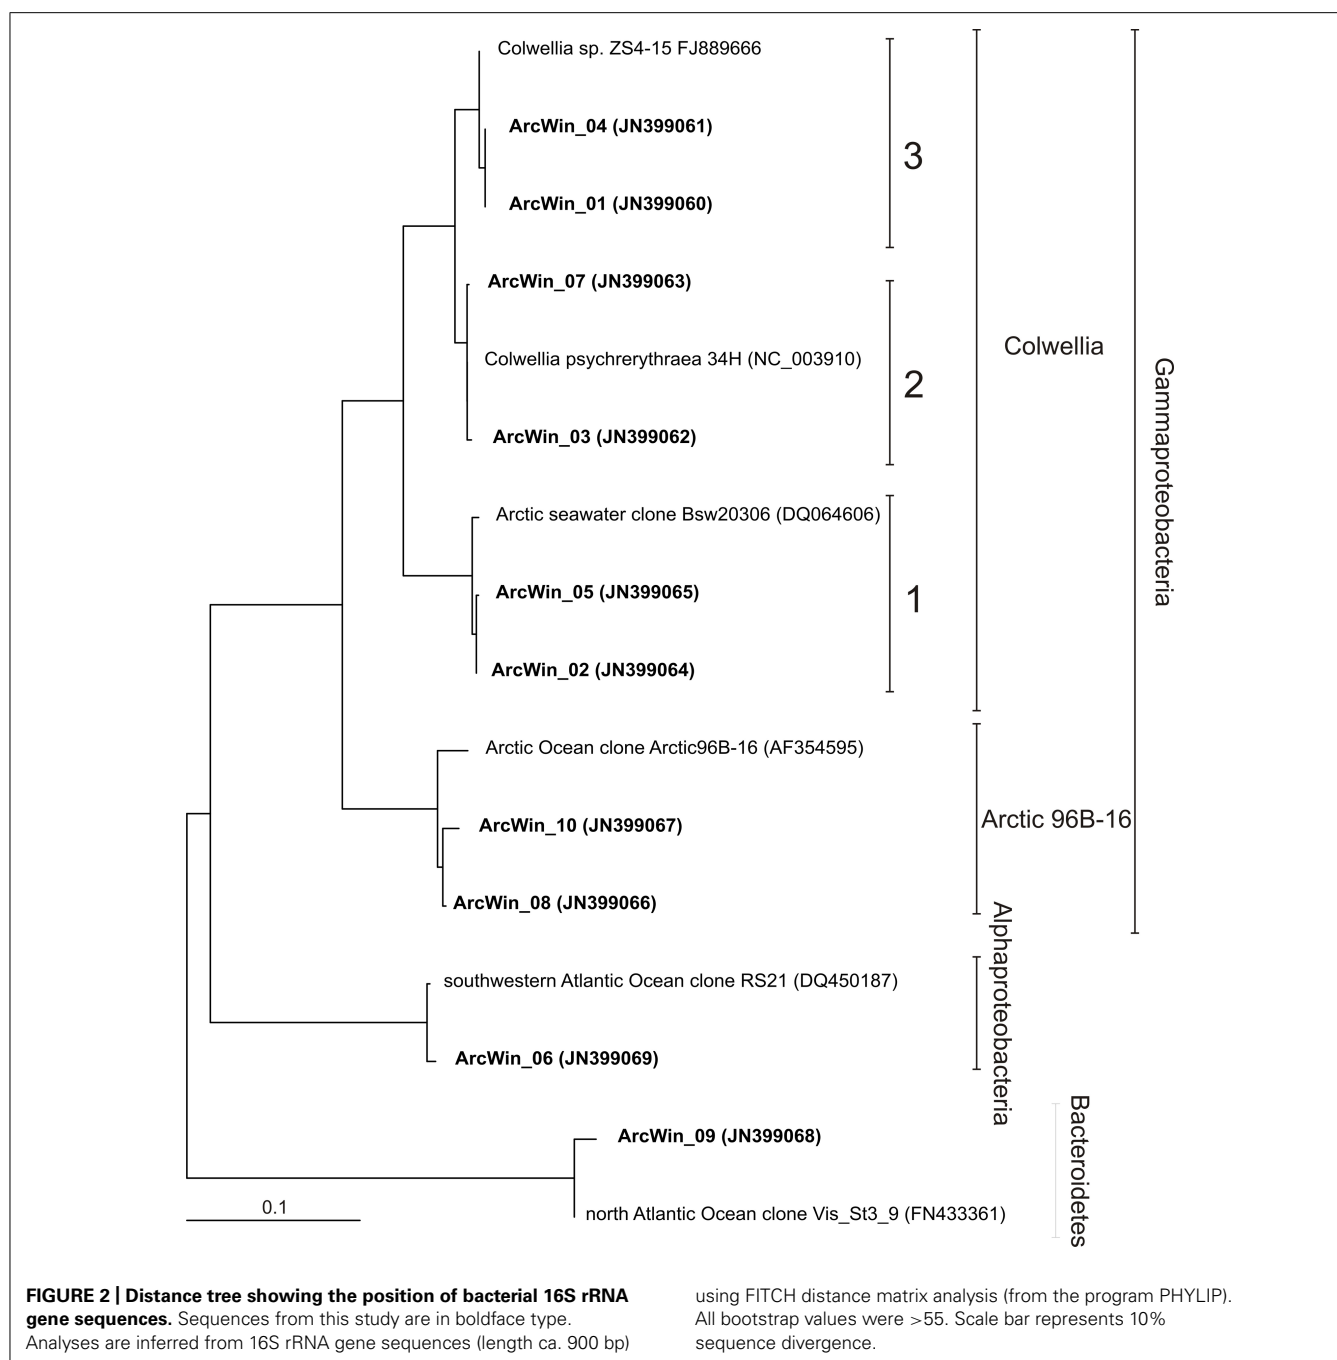 Colwellia sp. ZS4-15 FJ889666
ArcWin_04 (JN399061)
3
ArcWin_01 (JN399060)
ArcWin_07 (JN399063)
Colwellia
Colwellia psychrerythraea 34H (NC_003910)
2
Gammaproteobacteria
ArcWin_03 (JN399062)
Arctic seawater clone Bsw20306 (DQ064606)
ArcWin_05 (JN399065)
1
ArcWin_02 (JN399064)
Arctic Ocean clone Arctic96B-16 (AF354595)
Arctic 96B-16
ArcWin_10 (JN399067)
ArcWin_08 (JN399066)
southwestern Atlantic Ocean clone RS21 (DQ450187)
Alphaproteobacteria
ArcWin_06 (JN399069)
ArcWin_09 (JN399068)
Bacteroidetes
0.1
north Atlantic Ocean clone Vis_St3_9 (FN433361)
FIGURE 2 | Distance tree showing the position of bacterial 16S rRNA
gene sequences. Sequences from this study are in boldface type.
Analyses are inferred from 16S rRNA gene sequences (length ca. 900 bp)
using FITCH distance matrix analysis (from the program PHYLIP).
All bootstrap values were >55. Scale bar represents 10%
sequence divergence.